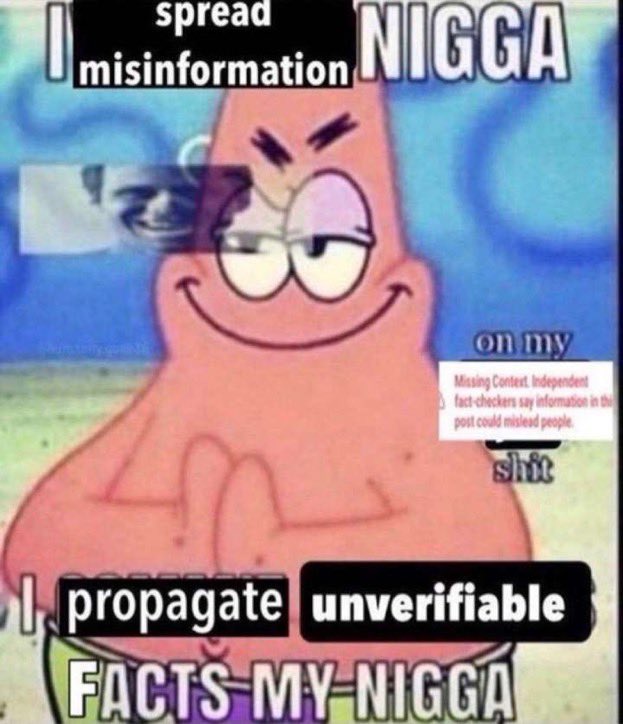 spread
I misinformation NIGGA
on my
Missing Context. Independent
fact-checkers say information in thi
post could mislead people.
shit
I propagate unverifiable
FACTS MY NIGGA